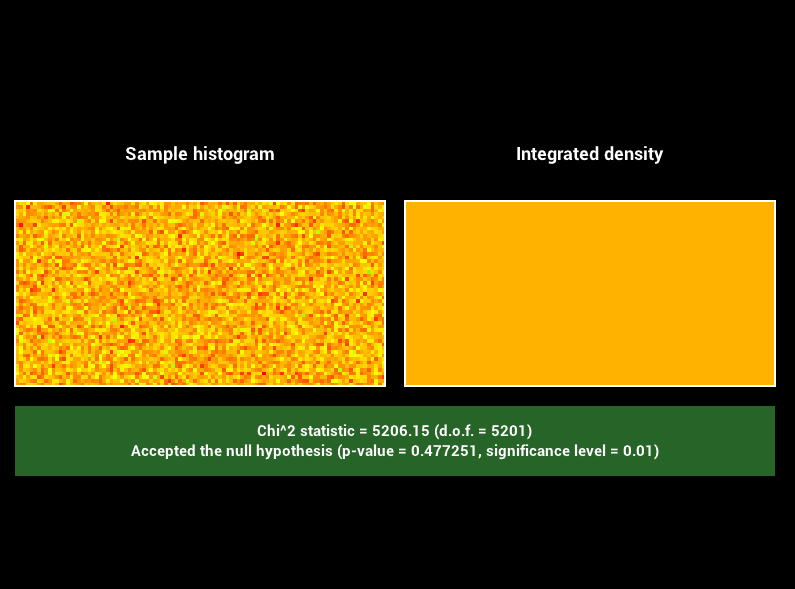 Sample histogram
Integrated density
Chi^2 statistic = 5206.15 (d.o.f. = 5201)
Accepted the null hypothesis (p-value = 0.477251, significance level = 0.01)